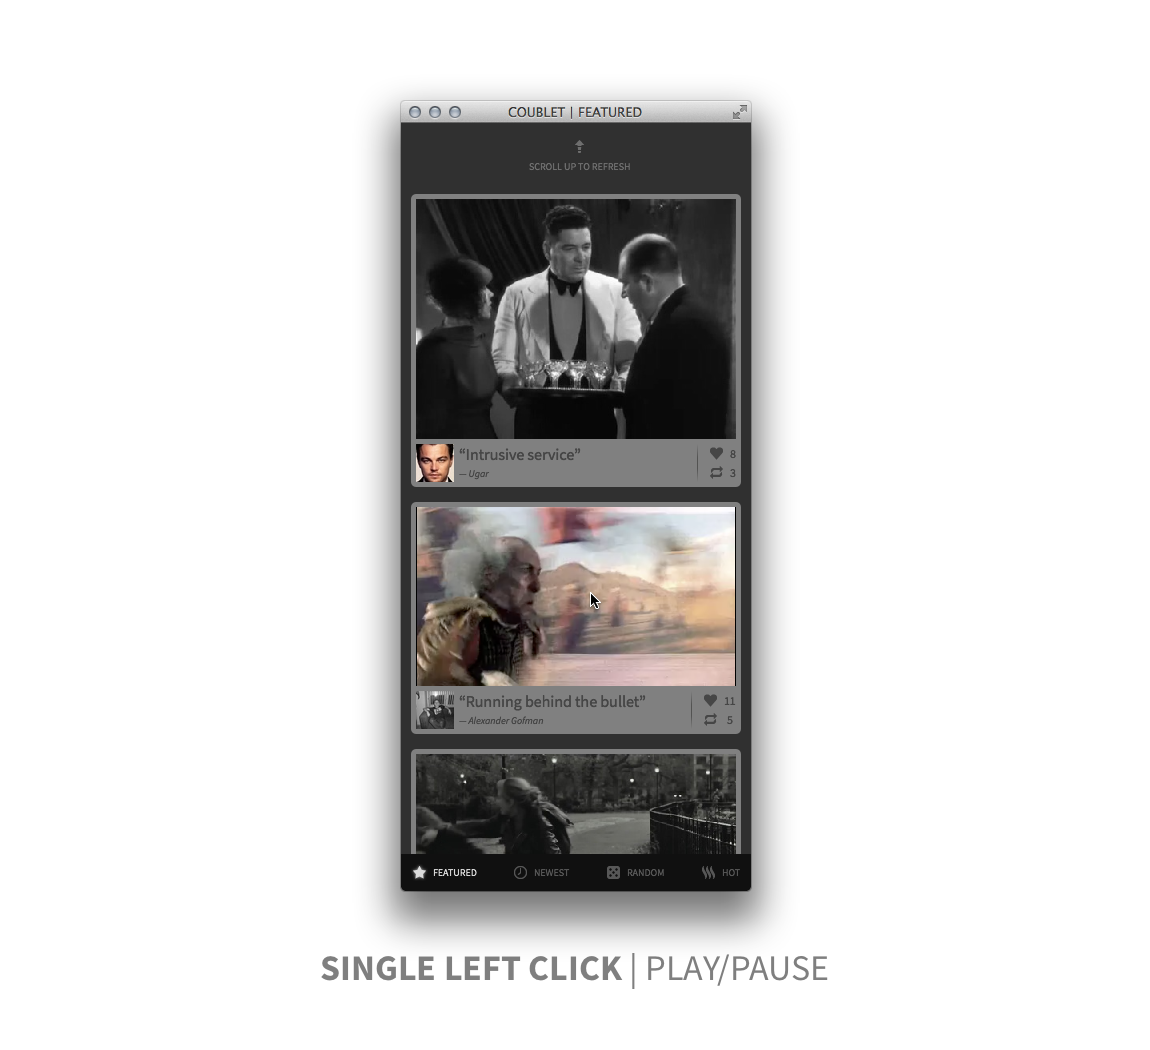 COUBLET | FEATURED
SCROLL UP TO REFRESH
“Intrusive service”
— Ugar
8
3
“Running behind the bullet”
— Alexander Gofman
11
5
FEATURED
NEWEST
RANDOM
HOT
SINGLE LEFT CLICK | PLAY/PAUSE